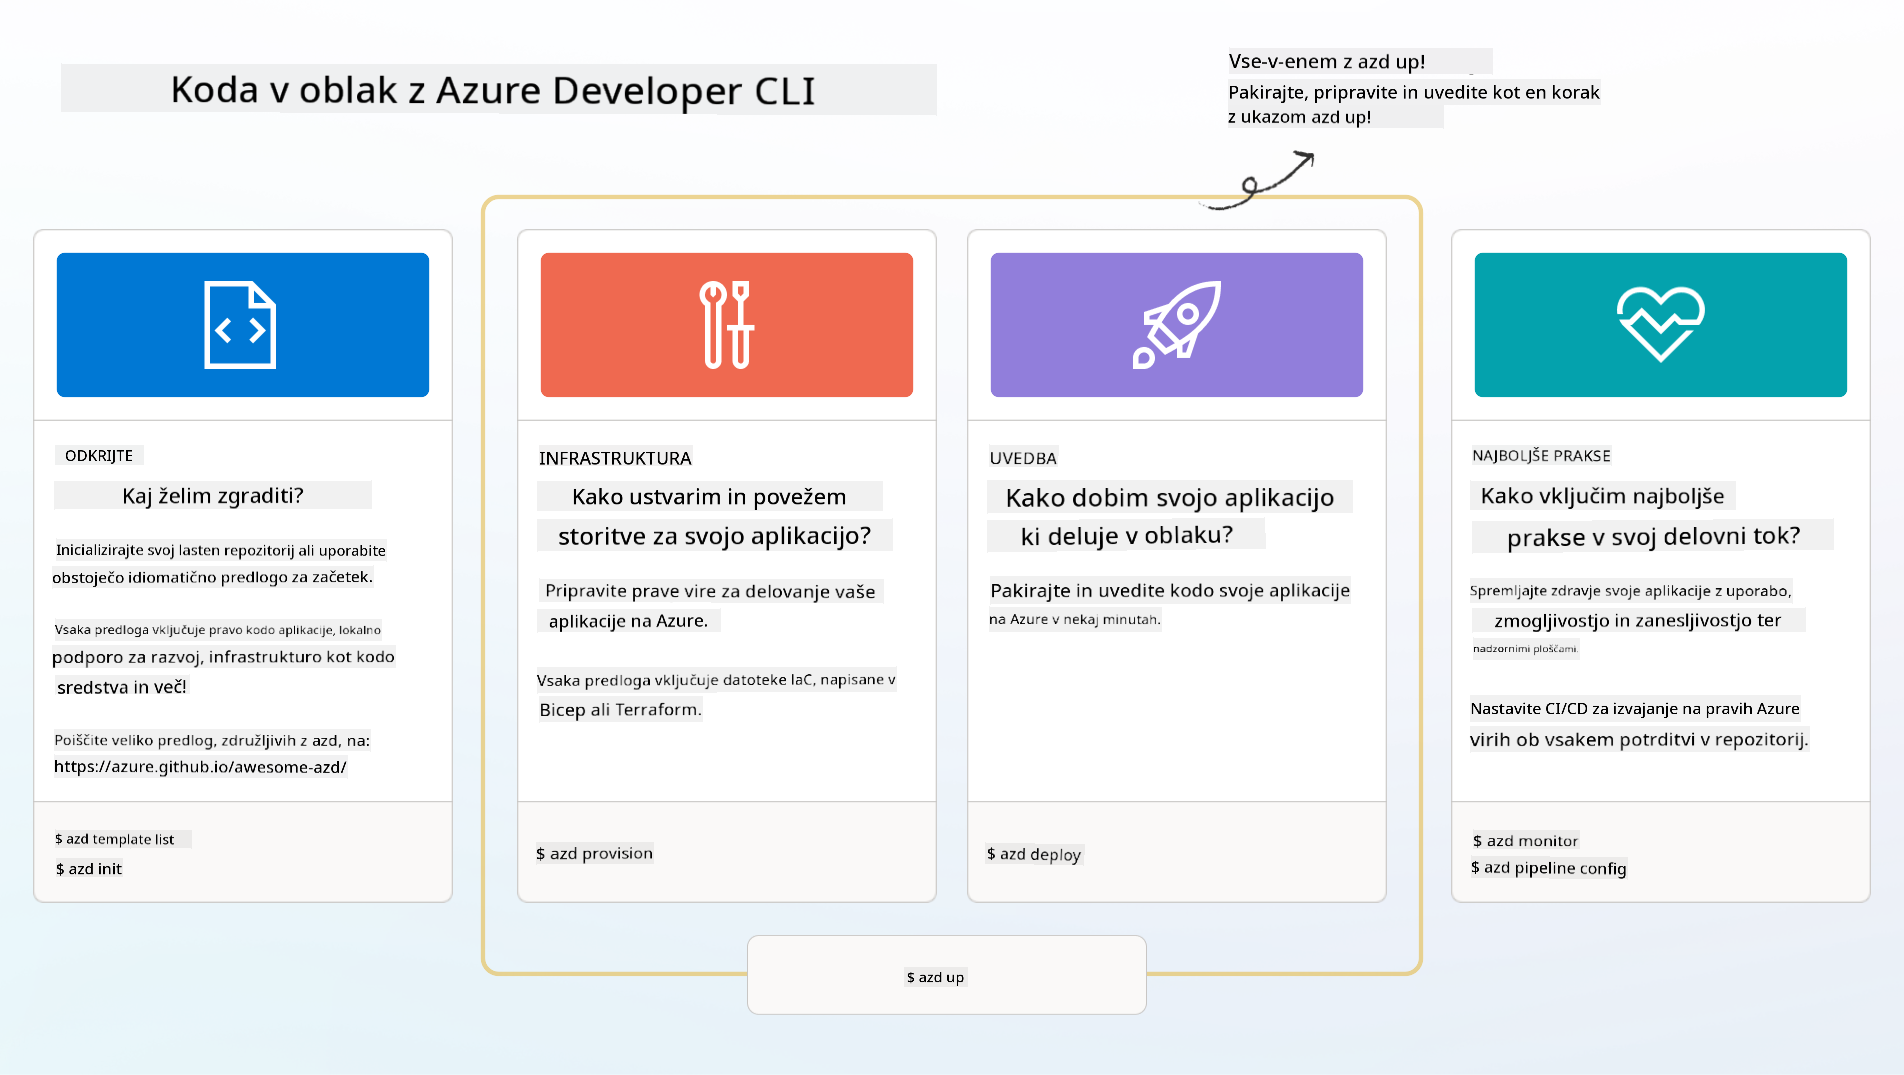 Koda v oblak z Azure Developer CLI
Vse-v-enem z azd up!
Pakirajte, pripravite in uvedite kot en korak
z ukazom azd up!
ODKRIJTE
Kaj želim zgraditi?
Inicializirajte svoj lasten repozitorij ali uporabite
obstoječo idiomatično predlogo za začetek.
Vsaka predloga vključuje pravo kodo aplikacije, lokalno
podporo za razvoj, infrastrukturo kot kodo
sredstva in več!
Poiščite veliko predlog, združljivih z azd, na:
https://azure.github.io/awesome-azd/
$ azd template list
$ azd init
INFRASTRUKTURA
Kako ustvarim in povežem
storitve za svojo aplikacijo?
Pripravite prave vire za delovanje vaše
aplikacije na Azure.
Vsaka predloga vključuje datoteke IaC, napisane v
Bicep ali Terraform.
$ azd provision
UVEDBA
Kako dobim svojo aplikacijo
ki deluje v oblaku?
Pakirajte in uvedite kodo svoje aplikacije
na Azure v nekaj minutah.
$ azd deploy
NAJBOLJŠE PRAKSE
Kako vključim najboljše
prakse v svoj delovni tok?
Spremljajte zdravje svoje aplikacije z uporabo,
zmogljivostjo in zanesljivostjo ter
nadzornimi ploščami.
Nastavite CI/CD za izvajanje na pravih Azure
virih ob vsakem potrditvi v repozitorij.
$ azd monitor
$ azd pipeline config
$ azd up